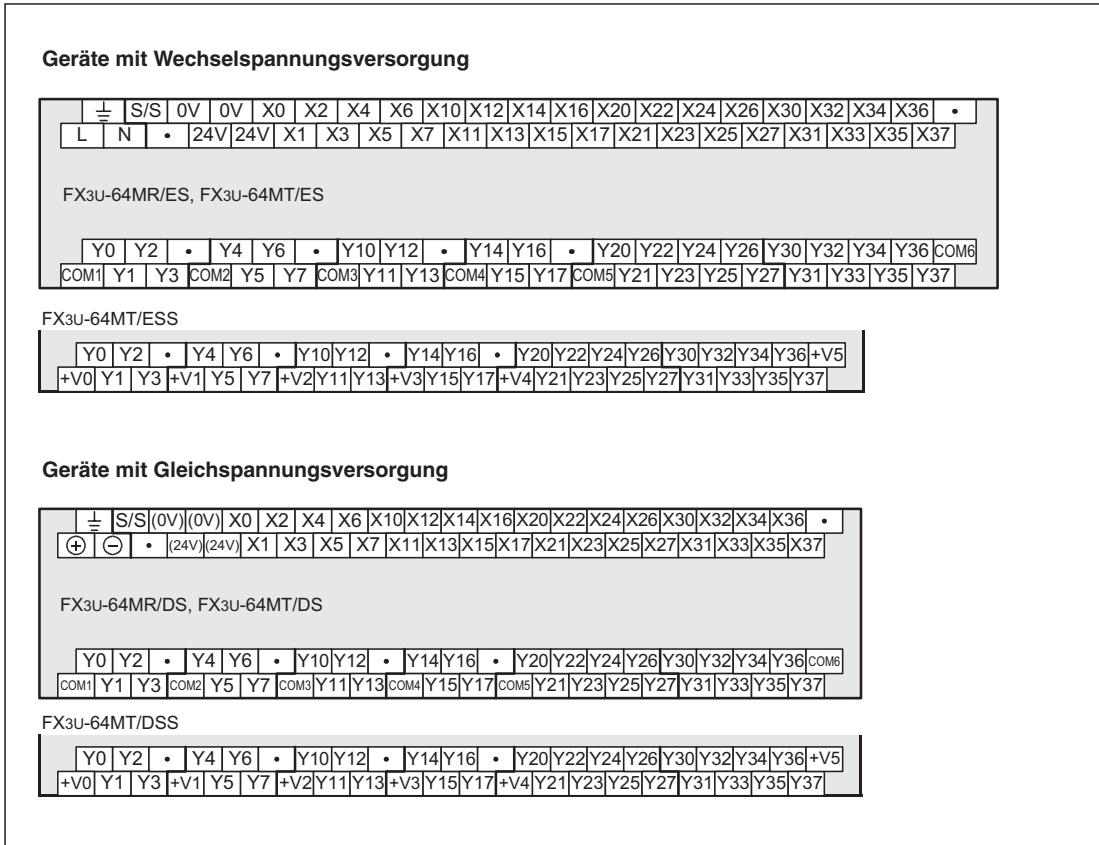 Geräte mit Wechselspannungsversorgung
⏚ S/S 0V 0V X0 X2 X4 X6 X10 X12 X14 X16 X20 X22 X24 X26 X30 X32 X34 X36 •
L N • 24V 24V X1 X3 X5 X7 X11 X13 X15 X17 X21 X23 X25 X27 X31 X33 X35 X37
FX3U-64MR/ES, FX3U-64MT/ES
Y0 Y2 • Y4 Y6 • Y10 Y12 • Y14 Y16 • Y20 Y22 Y24 Y26 Y30 Y32 Y34 Y36 COM6
COM1 Y1 Y3 COM2 Y5 Y7 COM3 Y11 Y13 COM4 Y15 Y17 COM5 Y21 Y23 Y25 Y27 Y31 Y33 Y35 Y37
FX3U-64MT/ESS
Y0 Y2 • Y4 Y6 • Y10 Y12 • Y14 Y16 • Y20 Y22 Y24 Y26 Y30 Y32 Y34 Y36 +V5
+V0 Y1 Y3 +V1 Y5 Y7 +V2 Y11 Y13 +V3 Y15 Y17 +V4 Y21 Y23 Y25 Y27 Y31 Y33 Y35 Y37
Geräte mit Gleichspannungsversorgung
⏚ S/S (0V) (0V) X0 X2 X4 X6 X10 X12 X14 X16 X20 X22 X24 X26 X30 X32 X34 X36 •
⊕ ⊖ • (24V) (24V) X1 X3 X5 X7 X11 X13 X15 X17 X21 X23 X25 X27 X31 X33 X35 X37
FX3U-64MR/DS, FX3U-64MT/DS
Y0 Y2 • Y4 Y6 • Y10 Y12 • Y14 Y16 • Y20 Y22 Y24 Y26 Y30 Y32 Y34 Y36 COM6
COM1 Y1 Y3 COM2 Y5 Y7 COM3 Y11 Y13 COM4 Y15 Y17 COM5 Y21 Y23 Y25 Y27 Y31 Y33 Y35 Y37
FX3U-64MT/DSS
Y0 Y2 • Y4 Y6 • Y10 Y12 • Y14 Y16 • Y20 Y22 Y24 Y26 Y30 Y32 Y34 Y36 +V5
+V0 Y1 Y3 +V1 Y5 Y7 +V2 Y11 Y13 +V3 Y15 Y17 +V4 Y21 Y23 Y25 Y27 Y31 Y33 Y35 Y37